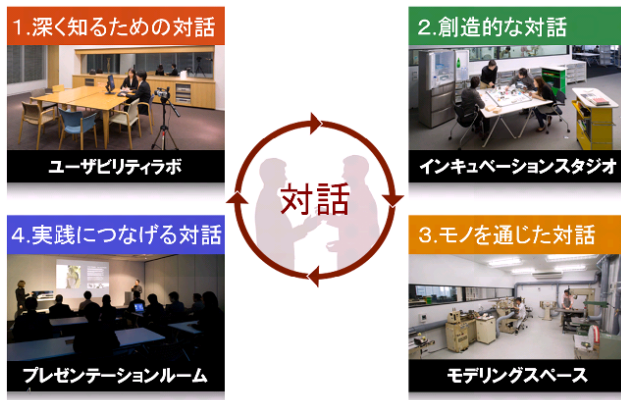 1.深く知るための対話
ユーザビリティラボ
2.創造的な対話
インキュベーションスタジオ
対話
4.実践につなげる対話
プレゼンテーションルーム
3.モノを通じた対話
モデリングスペース